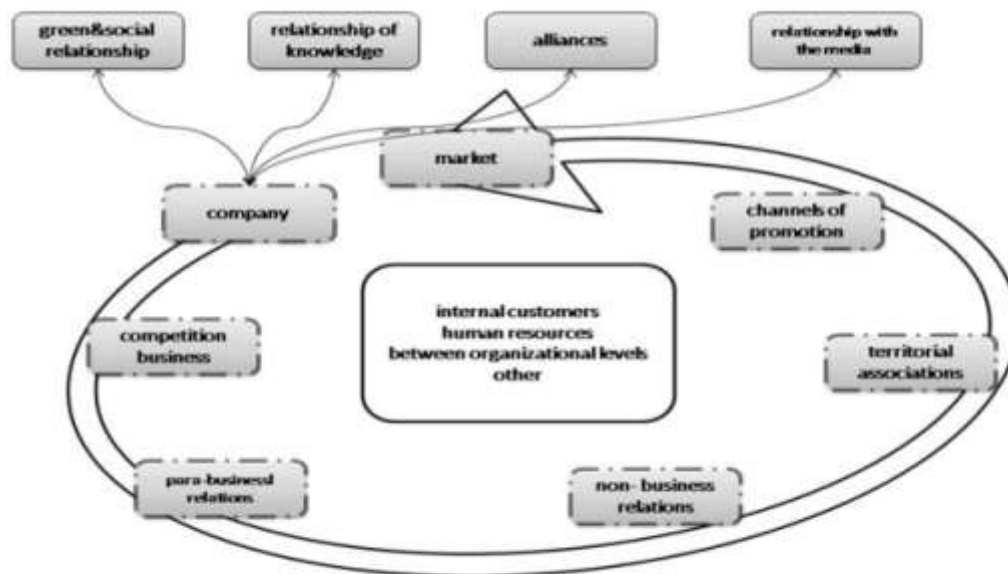 green&social
relationship
relationship of
knowledge
alliances
relationship with
the media
market
company
channels of
promotion
internal customers
human resources
between organizational levels
other
competition
business
territorial
associations
para-businessl
relations
non- business
relations